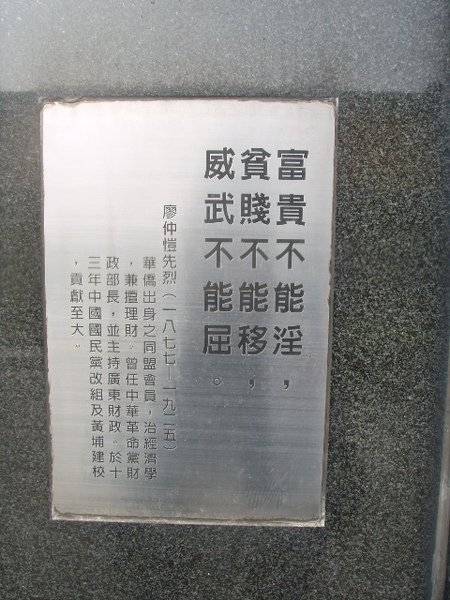 富貴不能淫，
貧賤不能移，
威武不能屈。
廖仲愷先烈(一八七七—一九二五)
華僑出身之同盟會員，治經濟學
，兼擅理財。曾任中華革命黨財
政部長，並主持廣東財政。於十
三年中國國民黨改組及黃埔建校
，貢獻至大。